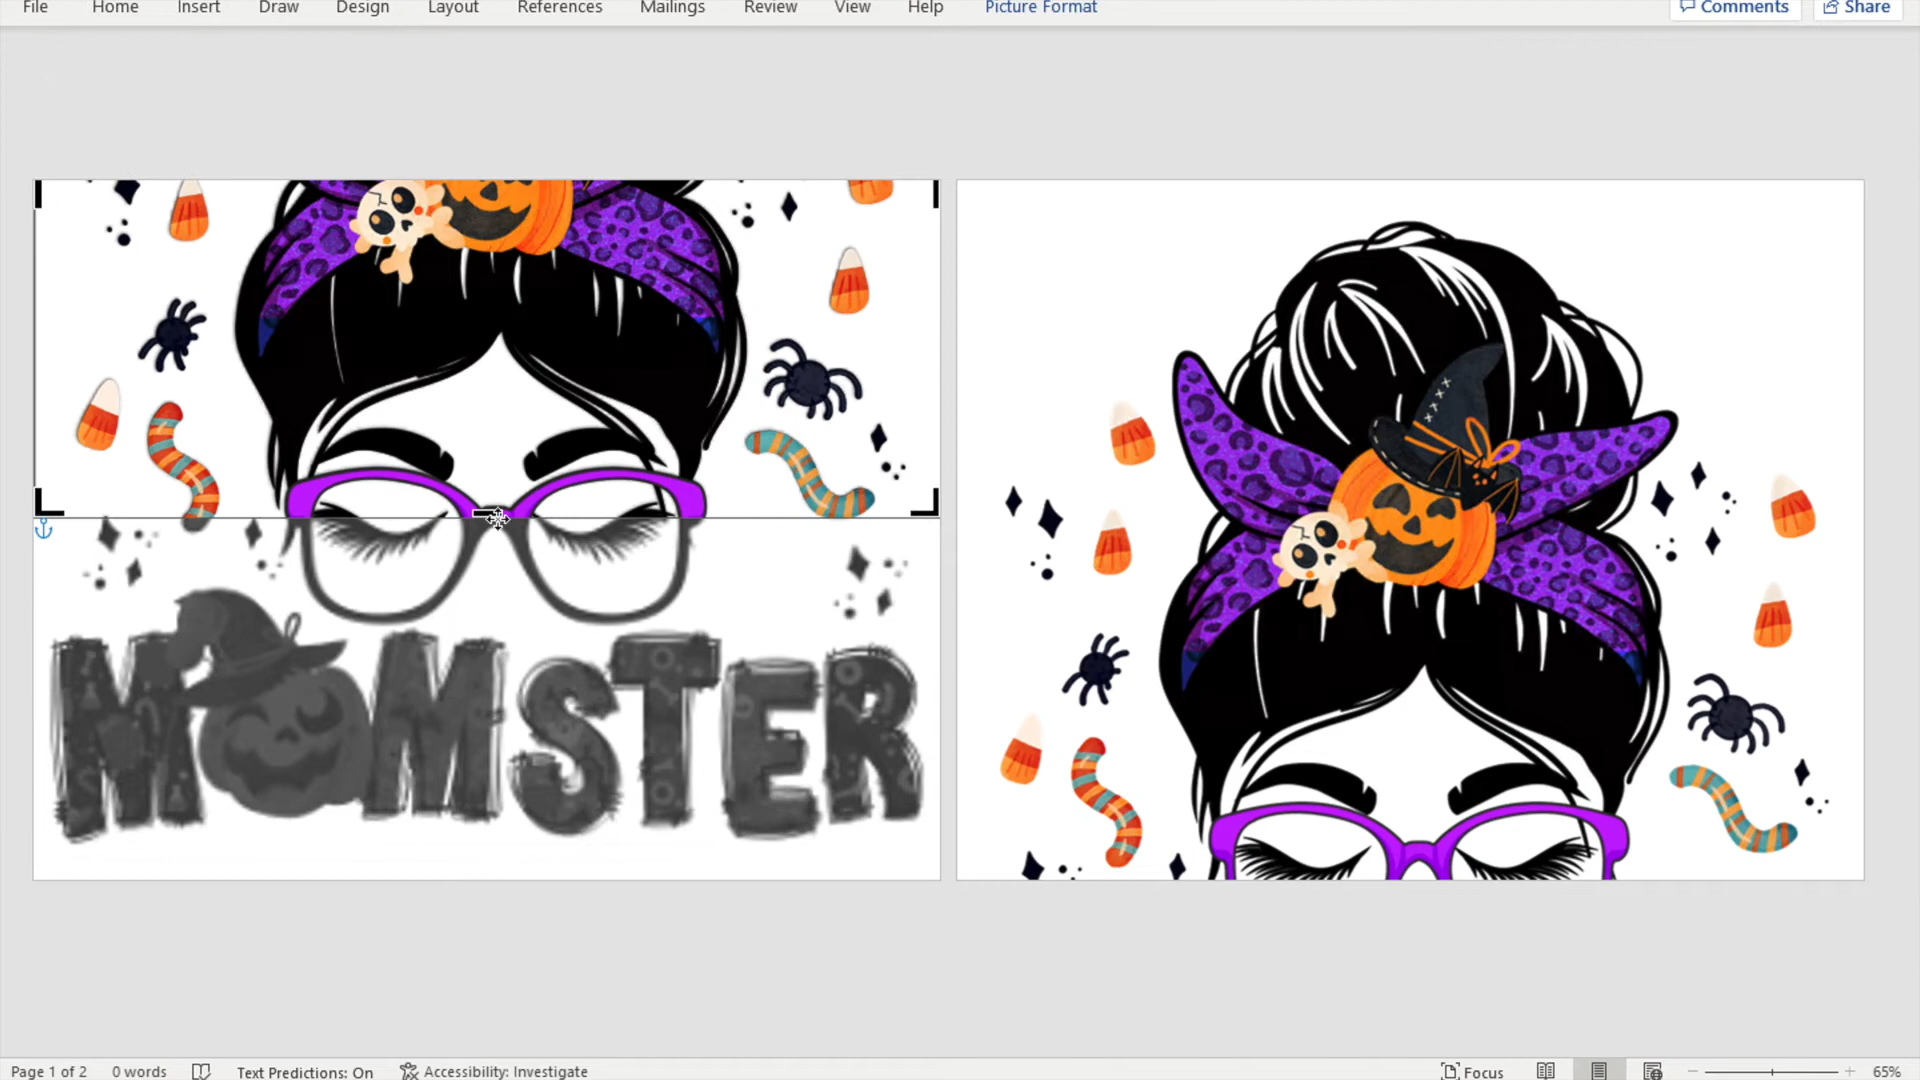 File Home Insert Draw Design Layout References Mailings Review View Help Picture Format Comments Share
MOMSTER
Page 1 of 2 0 words Text Predictions: On Accessibility: Investigate Focus 65%